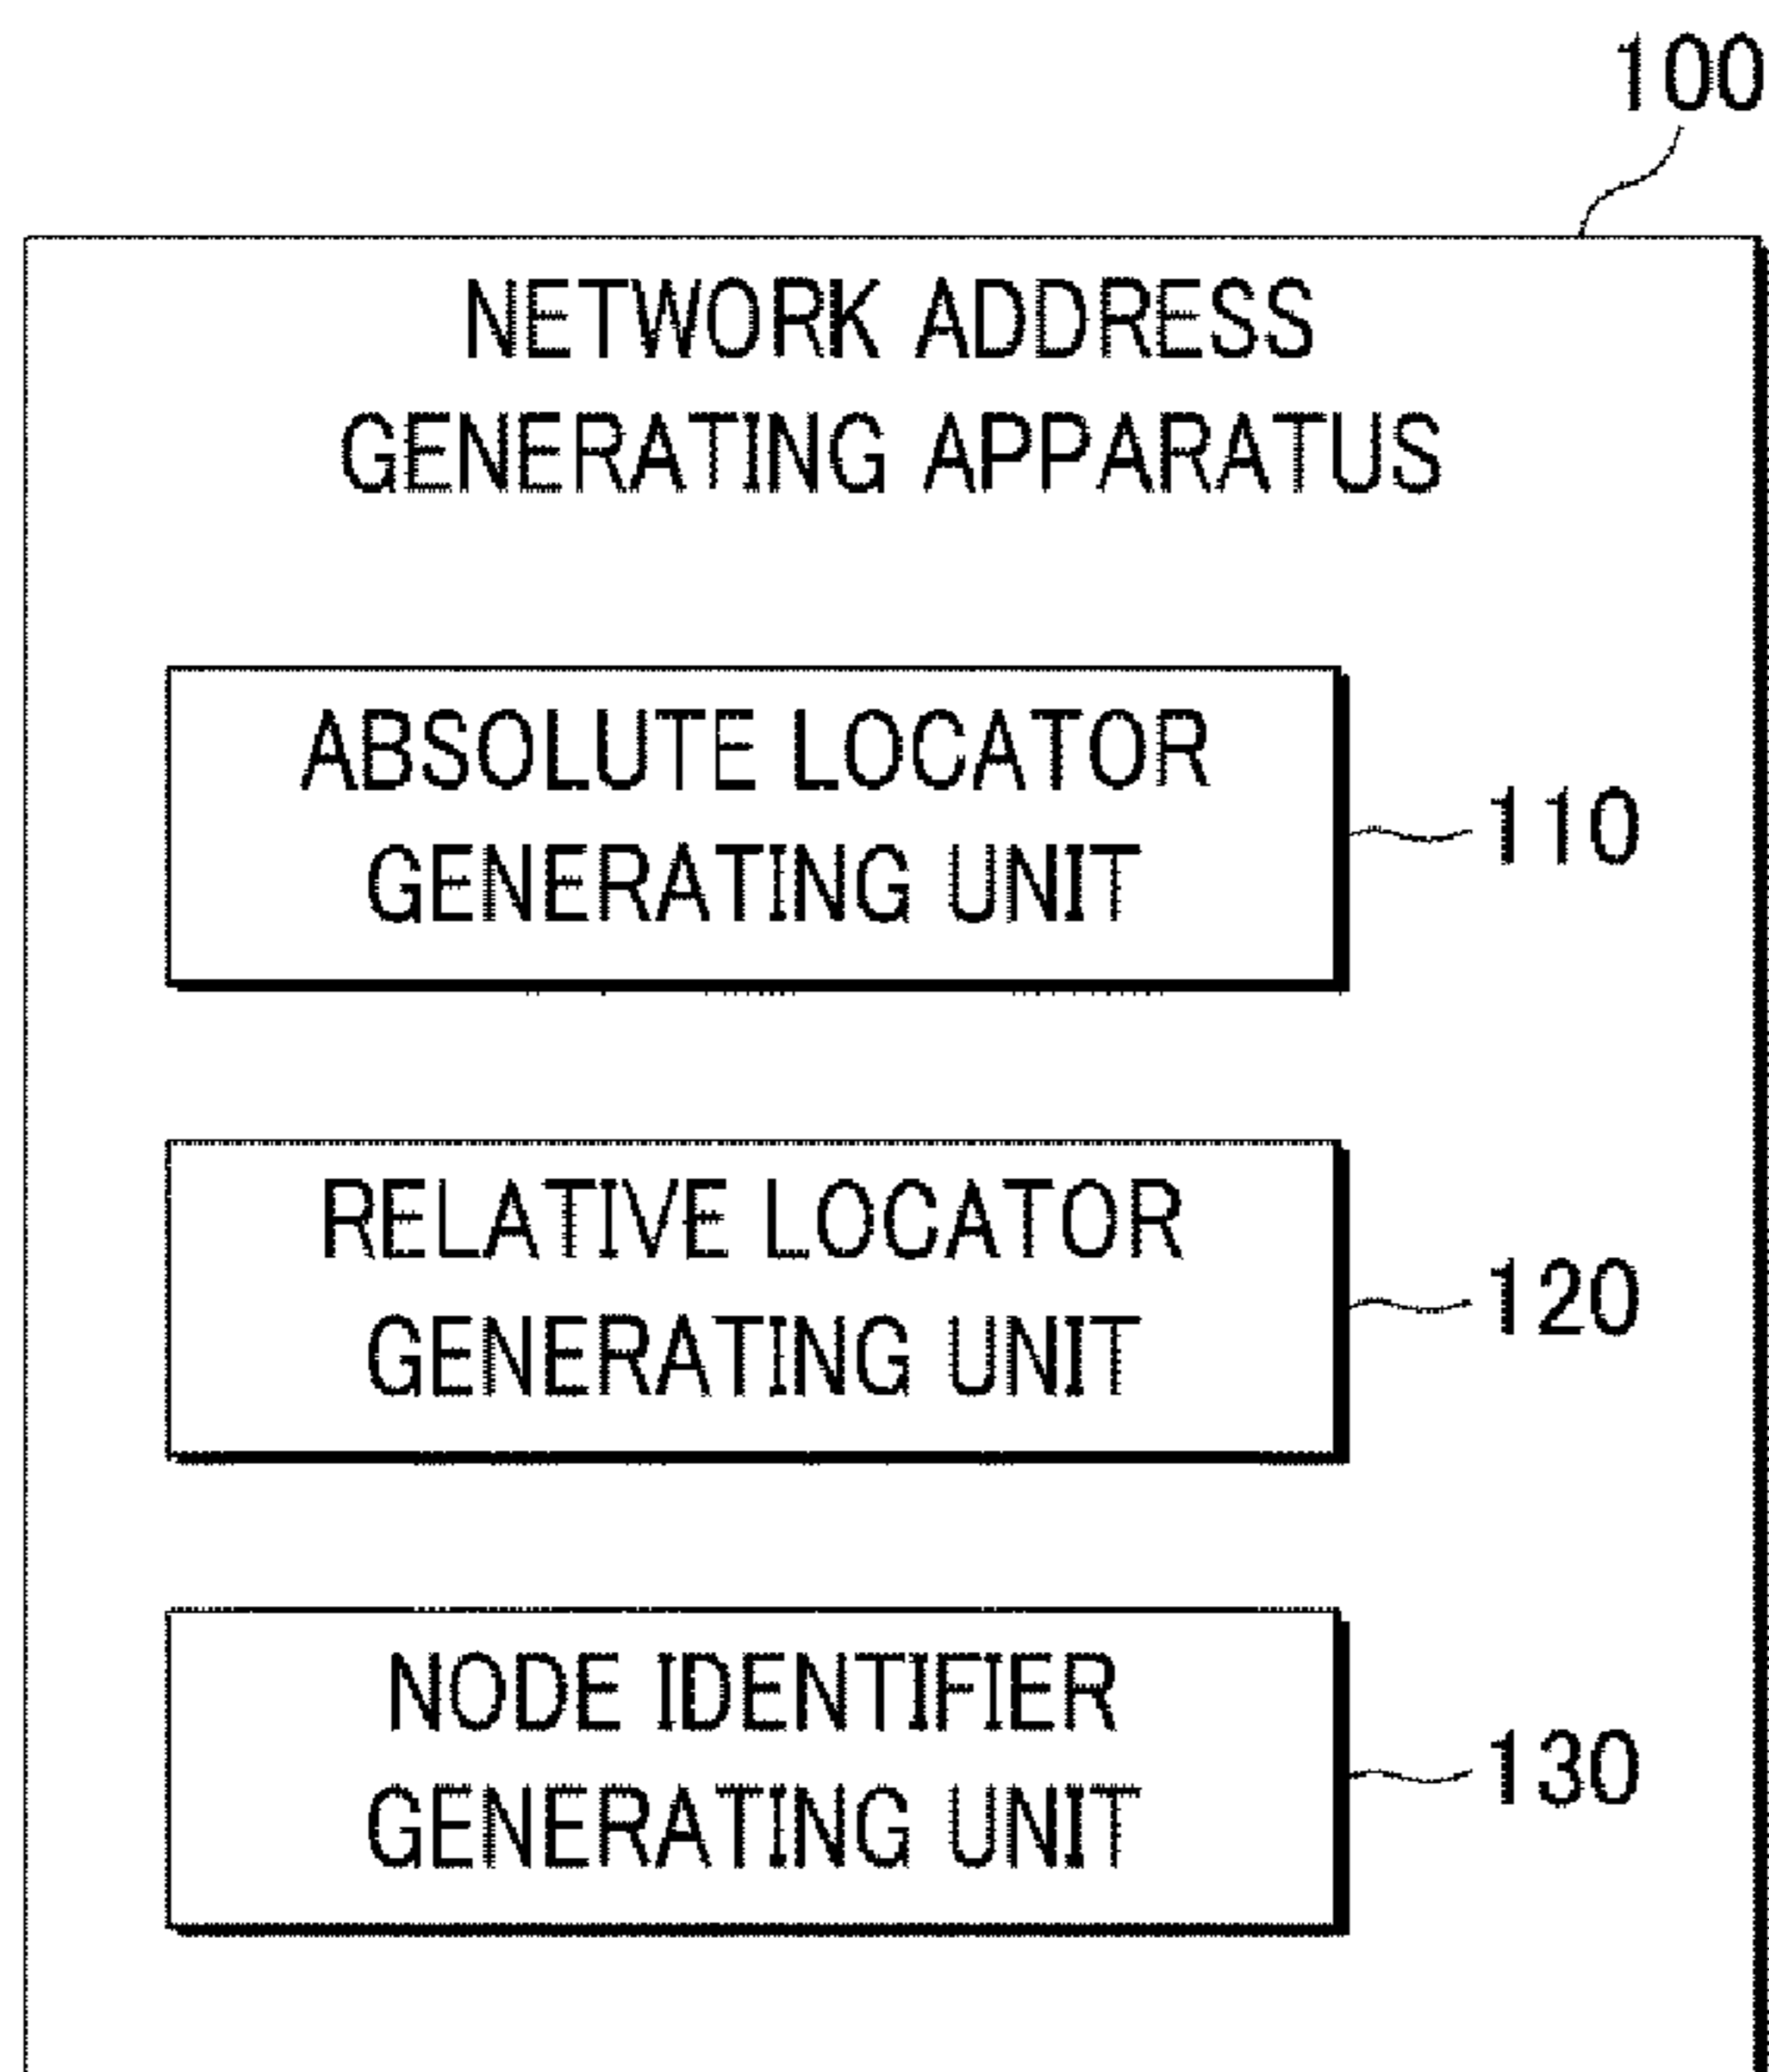 100
NETWORK ADDRESS
GENERATING APPARATUS
ABSOLUTE LOCATOR
GENERATING UNIT
110
RELATIVE LOCATOR
GENERATING UNIT
120
NODE IDENTIFIER
GENERATING UNIT
130